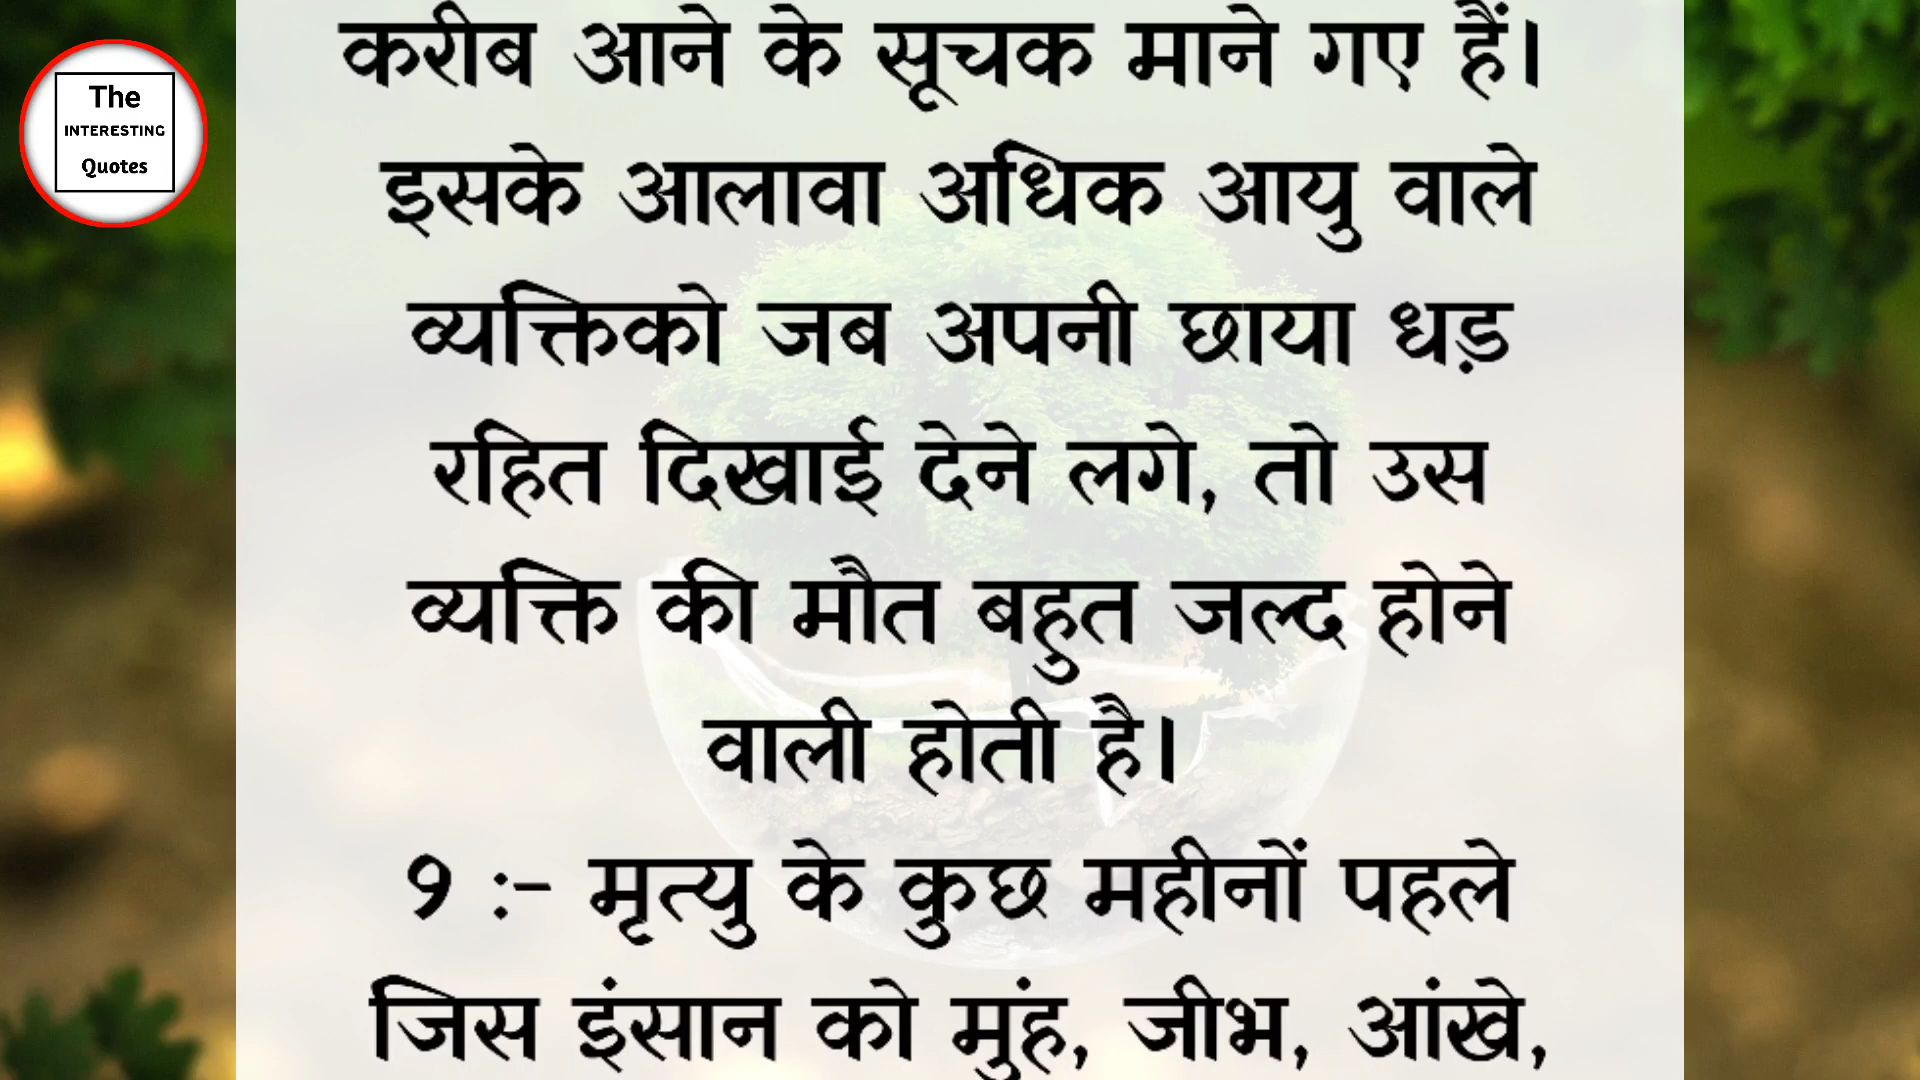 The
INTERESTING
Quotes
करीब आने के सूचक माने गए हैं।
इसके आलावा अधिक आयु वाले
व्यक्तिको जब अपनी छाया धड़
रहित दिखाई देने लगे, तो उस
व्यक्ति की मौत बहुत जल्द होने
वाली होती है।
१ :- मृत्यु के कुछ महीनों पहले
जिस इंसान को मुंह, जीभ, आंखे,